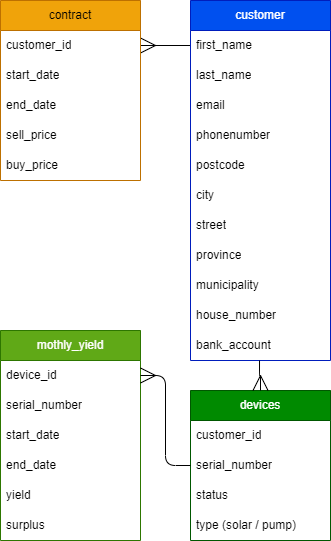 contract
customer_id
start_date
end_date
sell_price
buy_price
customer
first_name
last_name
email
phonenumber
postcode
city
street
province
municipality
house_number
bank_account
mothly_yield
device_id
serial_number
start_date
end_date
yield
surplus
devices
customer_id
serial_number
status
type (solar / pump)